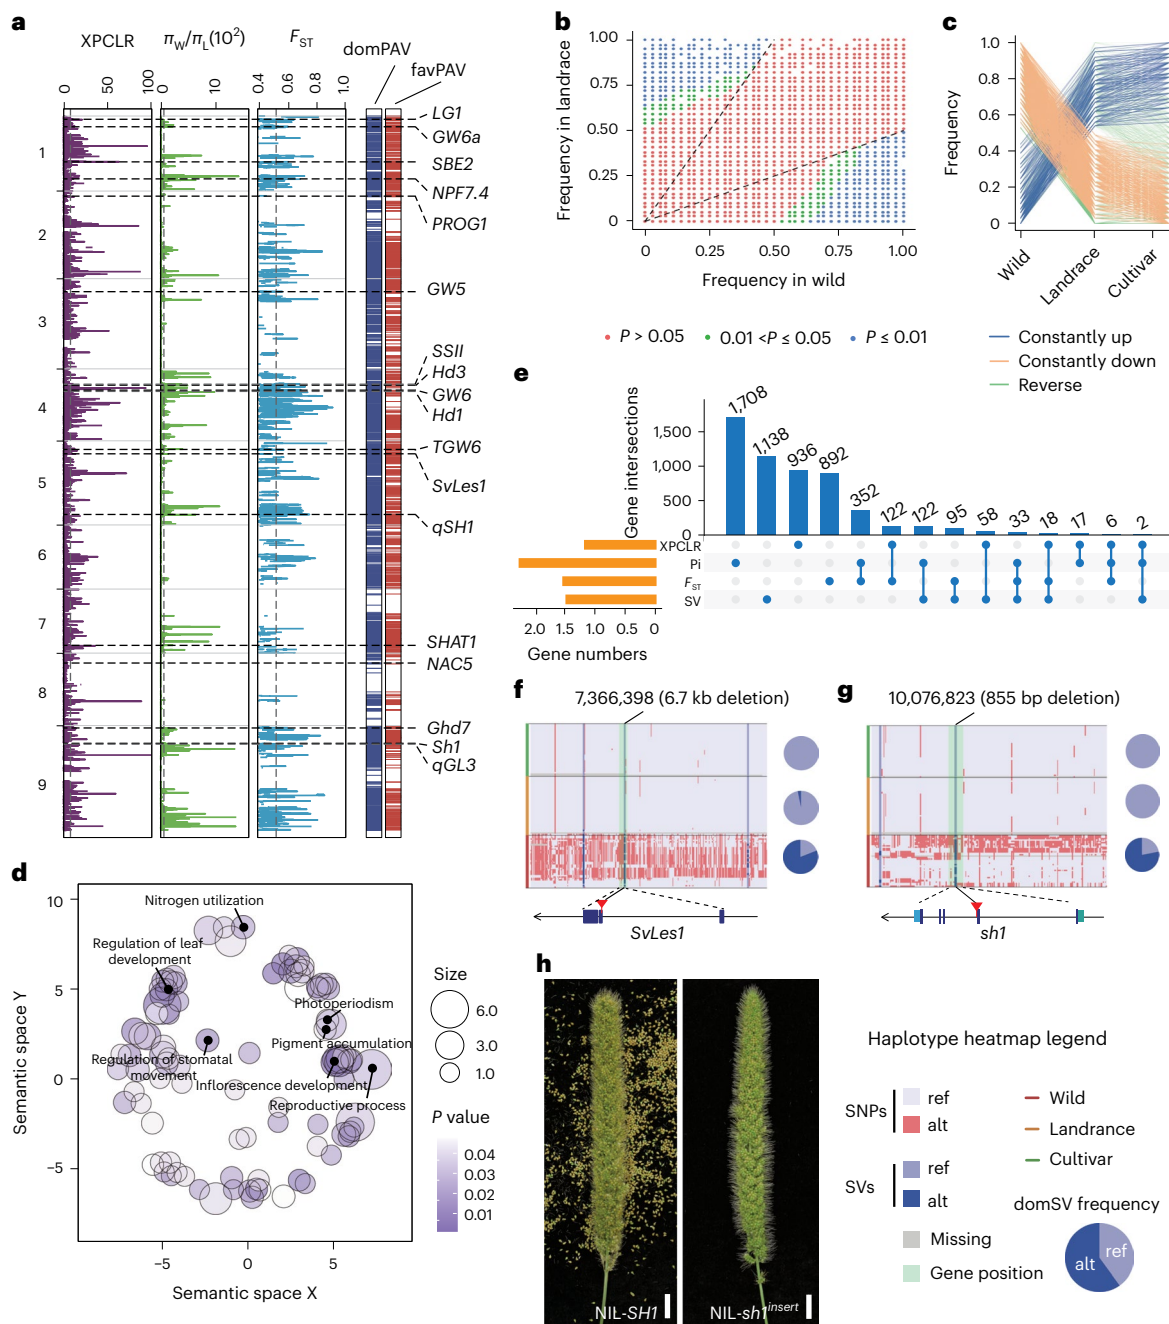 a
XPCLR
πW/πL(10²)
FST
domPAV
favPAV
0
50
100
0
10
0.4
0.6
0.8
1.0
1
2
3
4
5
6
7
8
9
LG1
GW6a
SBE2
NPF7.4
PROG1
GW5
SSII
Hd3
GW6
Hd1
TGW6
SvLes1
qSH1
SHAT1
NAC5
Ghd7
Sh1
qGL3
b
Frequency in landrace
1.00
0.75
0.50
0.25
0
0
0.25
0.50
0.75
1.00
Frequency in wild
P > 0.05
0.01 <P ≤ 0.05
P ≤ 0.01
c
Frequency
1.0
0.8
0.6
0.4
0.2
0
Wild
Landrace
Cultivar
Constantly up
Constantly down
Reverse
e
Gene intersections
1,500
1,000
500
0
1,708
1,138
936
892
352
122
122
95
58
33
18
17
6
2
XPCLR
Pi
FST
SV
2.0
1.5
1.0
0.5
0
Gene numbers
f
7,366,398 (6.7 kb deletion)
SvLes1
g
10,076,823 (855 bp deletion)
sh1
d
Semantic space Y
10
5
0
−5
−5
0
5
Semantic space X
Nitrogen utilization
Regulation of leaf
development
Photoperiodism
Pigment accumulation
Regulation of stomatal
movement
Inflorescence development
Reproductive process
Size
6.0
3.0
1.0
P value
0.04
0.03
0.02
0.01
h
NIL-SH1
NIL-sh1insert
Haplotype heatmap legend
SNPs
ref
alt
SVs
ref
alt
Missing
Gene position
Wild
Landrance
Cultivar
domSV frequency
alt
ref